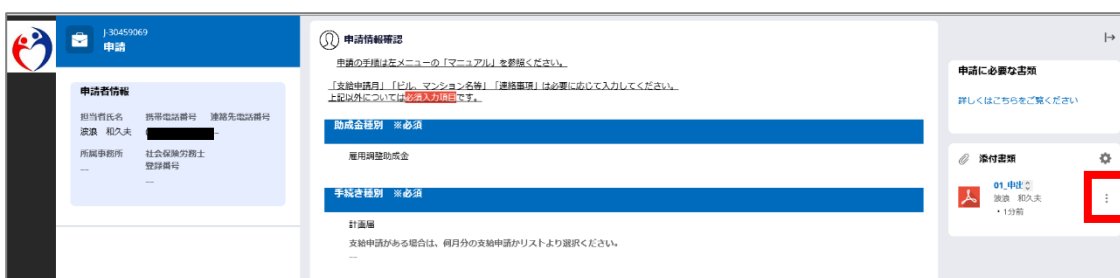 J-30459069
申請
申請者情報
担当者氏名 携帯電話番号 連絡先電話番号
波浪 和久夫
所属事務所 社会保険労務士
登録番号
--
--
申請情報確認
申請の手順は左メニューの「マニュアル」を参照ください。
「支給申請月」「ビル、マンション名等」「連絡事項」は必要に応じて入力してください。
上記以外については必須入力項目です。
助成金種別 ※必須
雇用調整助成金
手続き種別 ※必須
計画届
支給申請がある場合は、何月分の支給申請かリストより選択ください。
--
申請に必要な書類
詳しくはこちらをご覧ください
添付書類
01_申出
波浪 和久夫
・1分前